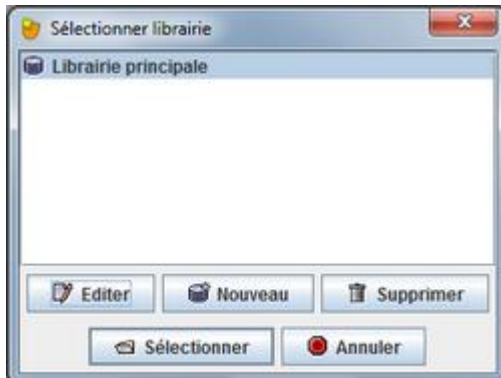 Sélectionner librairie
Librairie principale
Editer Nouveau Supprimer
Sélectionner Annuler